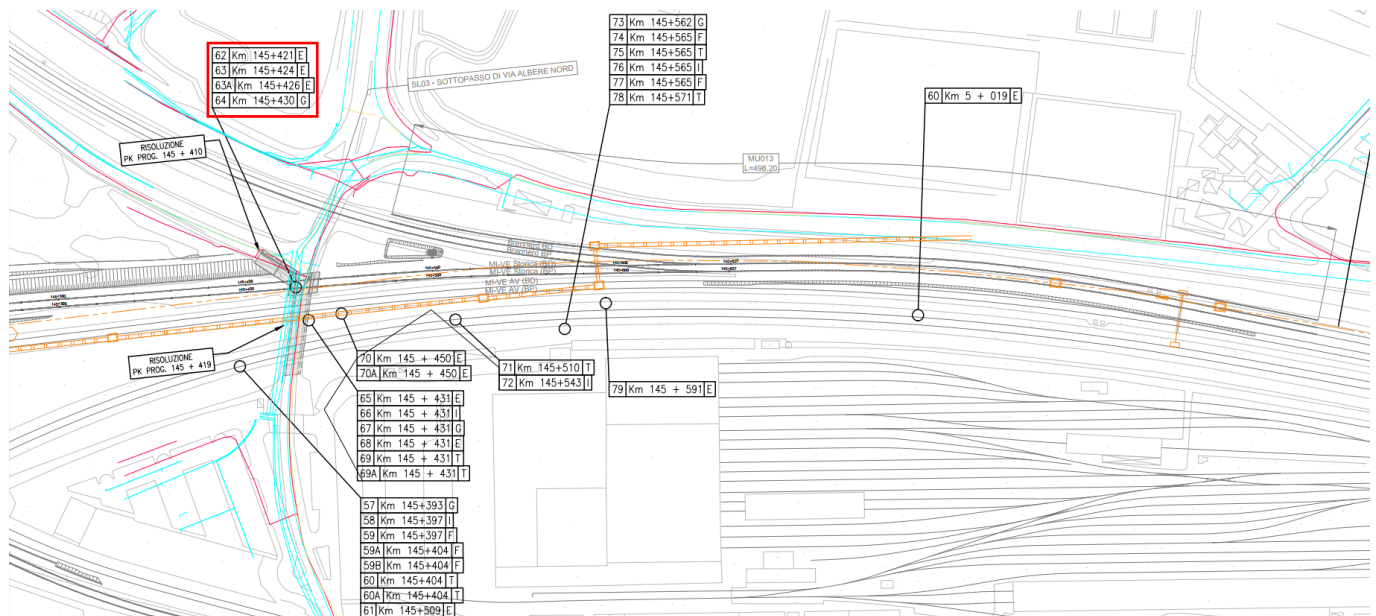 62 Km 145+421 E
63 Km 145+424 E
63A Km 145+426 E
64 Km 145+430 G
73 Km 145+562 G
74 Km 145+565 F
75 Km 145+565 T
76 Km 145+565 I
77 Km 145+565 F
78 Km 145+571 T
SL03 - SOTTOPASSO DI VIA ALBERE NORD
60 Km 5 + 019 E
RISOLUZIONE
PK PROG. 145 + 410
MU013
L=498.20
Brennero BD
Brennero BP
MI-VE Storica (BD)
MI-VE Storica (BP)
MI-VE AV (BD)
MI-VE AV (BP)
RISOLUZIONE
PK PROG. 145 + 419
70 Km 145 + 450 E
70A Km 145 + 450 E
71 Km 145+510 T
72 Km 145+543 I
79 Km 145 + 591 E
65 Km 145 + 431 E
66 Km 145 + 431 I
67 Km 145 + 431 G
68 Km 145 + 431 E
69 Km 145 + 431 T
69A Km 145 + 431 T
57 Km 145+393 G
58 Km 145+397 I
59 Km 145+397 F
59A Km 145+404 F
59B Km 145+404 F
60 Km 145+404 T
60A Km 145+404 T
61 Km 145+509 E